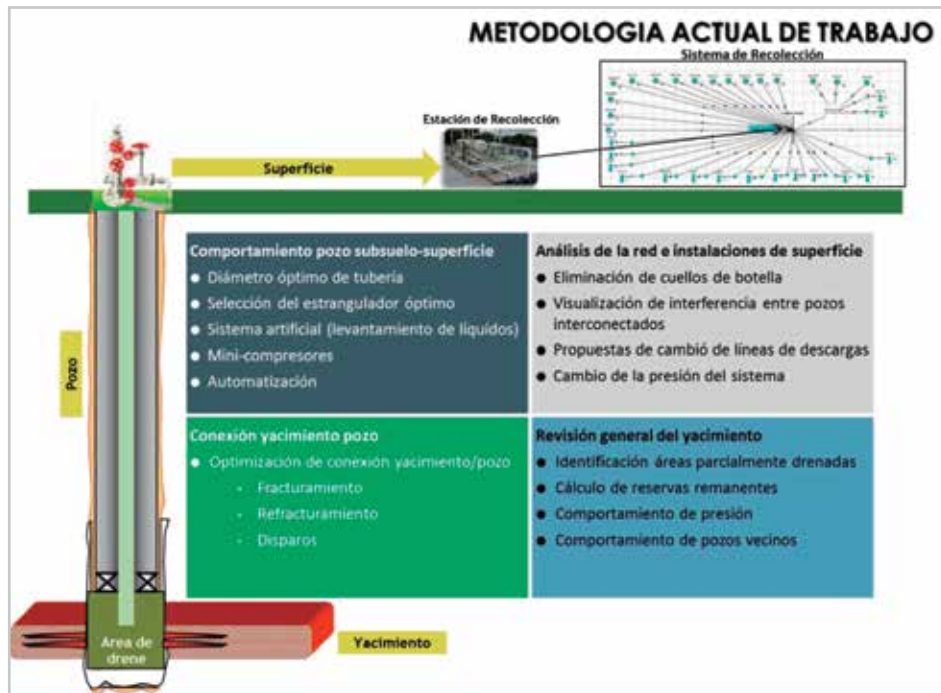 METODOLOGIA ACTUAL DE TRABAJO
Sistema de Recolección
Estación de Recolección
Superficie
Comportamiento pozo subsuelo-superficie
● Diámetro óptimo de tubería
● Selección del estrangulador óptimo
● Sistema artificial (levantamiento de líquidos)
● Mini-compresores
● Automatización
Análisis de la red e instalaciones de superficie
● Eliminación de cuellos de botella
● Visualización de interferencia entre pozos
interconectados
● Propuestas de cambió de líneas de descargas
● Cambio de la presión del sistema
Pozo
Conexión yacimiento pozo
● Optimización de conexión yacimiento/pozo
- Fracturamiento
- Refracturamiento
- Disparos
Revisión general del yacimiento
● Identificación áreas parcialmente drenadas
● Cálculo de reservas remanentes
● Comportamiento de presión
● Comportamiento de pozos vecinos
Area de
drene
Yacimiento